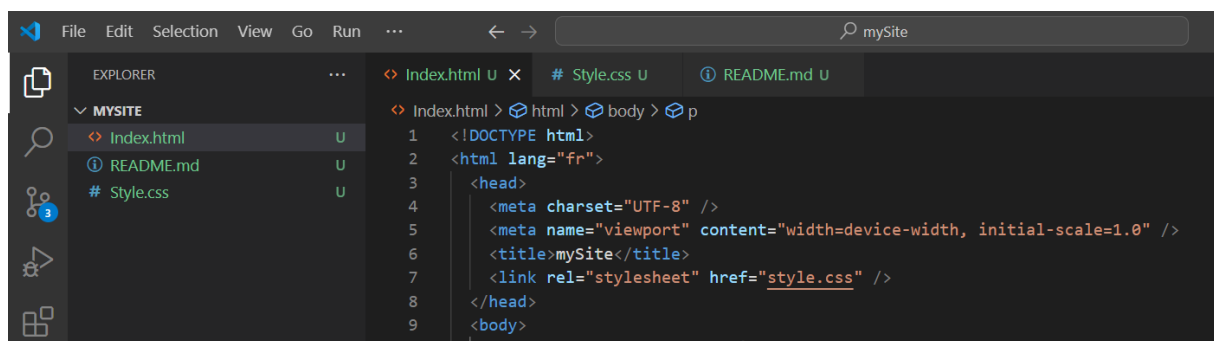 File Edit Selection View Go Run ... ← → mySite
EXPLORER ...
Index.html U X # Style.css U README.md U
MYSITE
Index.html > html > body > p
Index.html U
README.md U
# Style.css U
3
1 <!DOCTYPE html>
2 <html lang="fr">
3 <head>
4 <meta charset="UTF-8" />
5 <meta name="viewport" content="width=device-width, initial-scale=1.0" />
6 <title>mySite</title>
7 <link rel="stylesheet" href="style.css" />
8 </head>
9 <body>